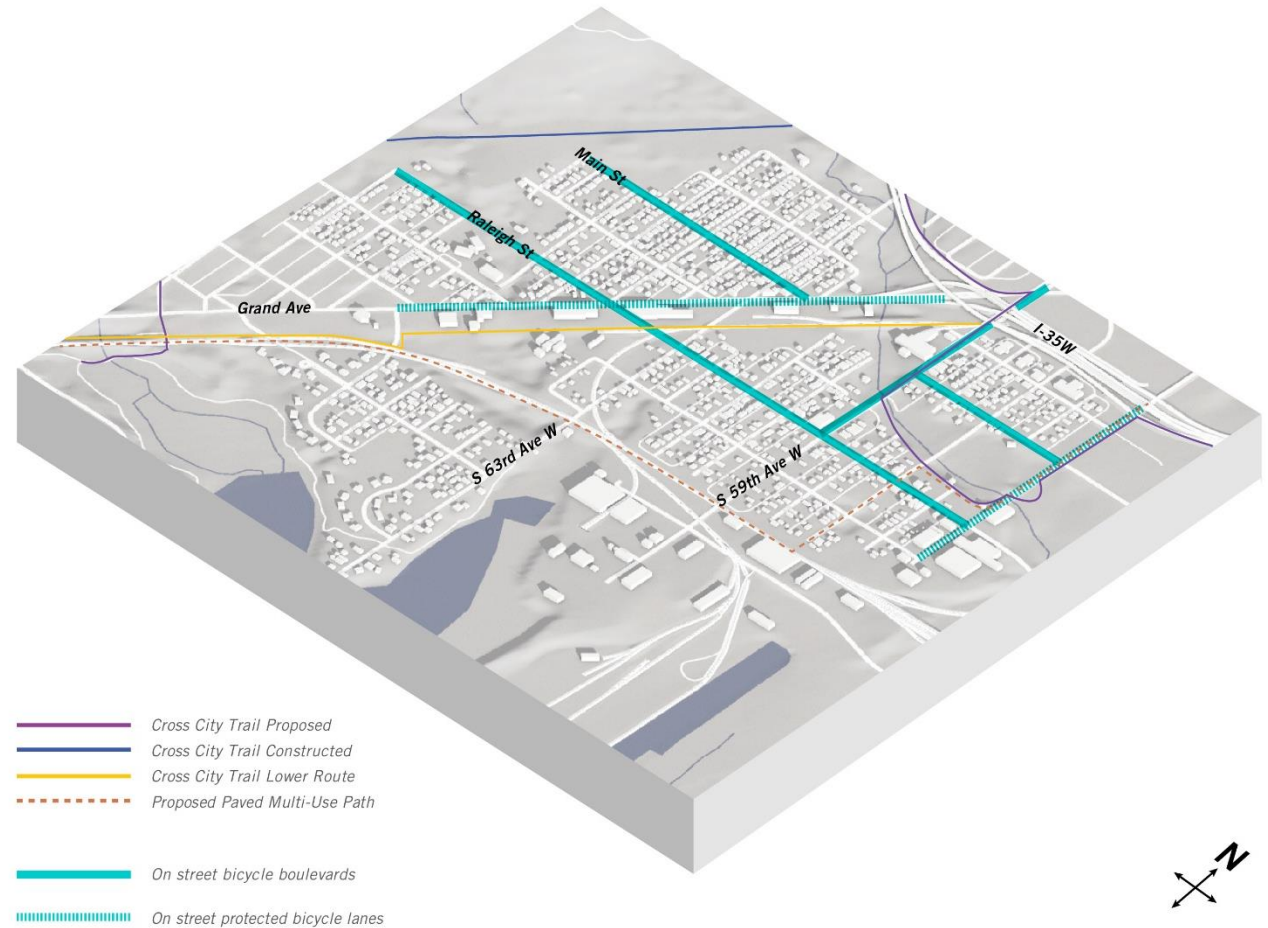 Main St
Raleigh St
Grand Ave
I-35W
S 63rd Ave W
S 59th Ave W
Cross City Trail Proposed
Cross City Trail Constructed
Cross City Trail Lower Route
Proposed Paved Multi-Use Path
On street bicycle boulevards
On street protected bicycle lanes
N